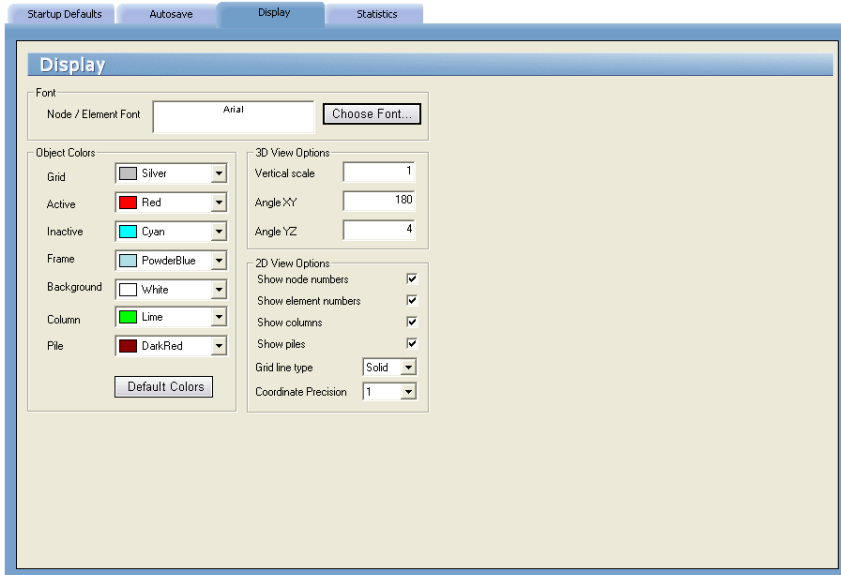 Startup Defaults Autosave Display Statistics
Display
Font
Node / Element Font Arial Choose Font...
Object Colors
Grid Silver
Active Red
Inactive Cyan
Frame PowderBlue
Background White
Column Lime
Pile DarkRed
Default Colors
3D View Options
Vertical scale 1
Angle XY 180
Angle YZ 4
2D View Options
Show node numbers
Show element numbers
Show columns
Show piles
Grid line type Solid
Coordinate Precision 1